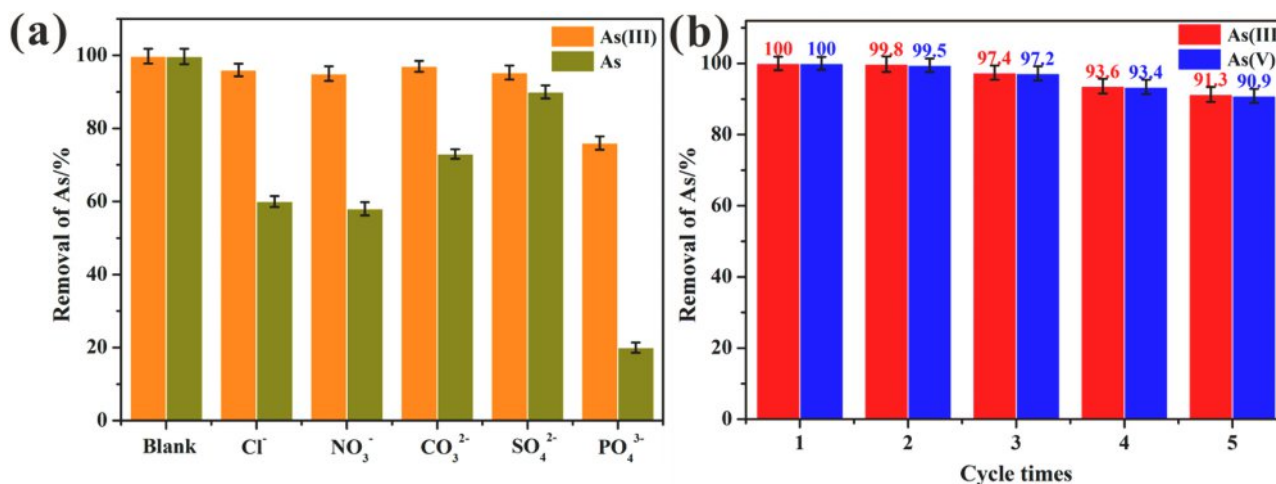 (a)
As(III)
As
Removal of As/%
100
80
60
40
20
0
Blank
Cl⁻
NO₃⁻
CO₃²⁻
SO₄²⁻
PO₄³⁻
(b)
As(III
As(V)
Removal of As/%
100
80
60
40
20
0
100
100
99.8
99.5
97.4
97.2
93.6
93.4
91.3
90.9
1
2
3
4
5
Cycle times